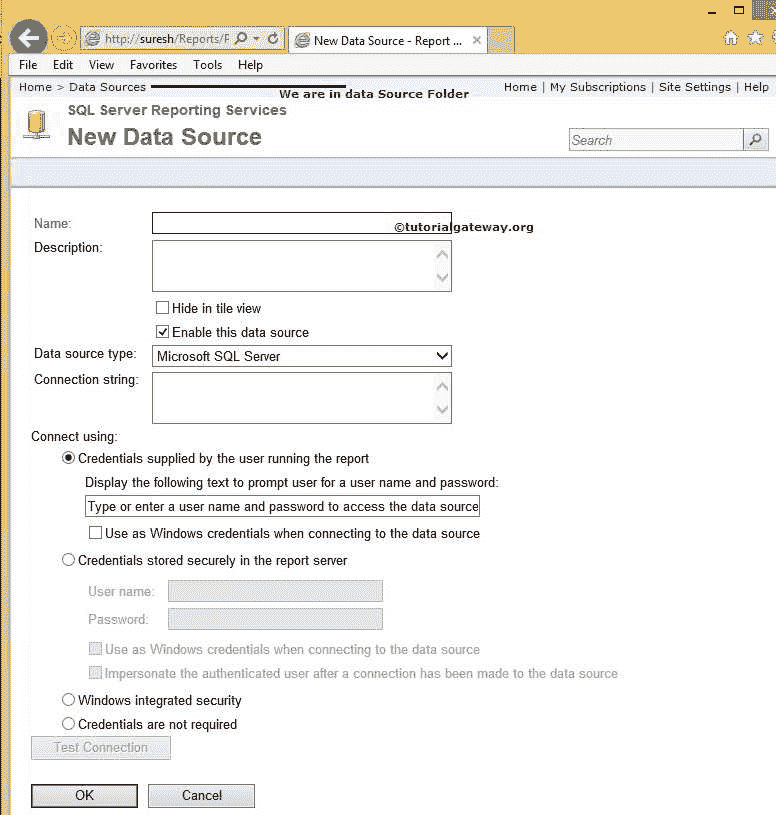 http://suresh/Reports/F
New Data Source - Report ...
File Edit View Favorites Tools Help
Home > Data Sources
We are in data Source Folder
Home | My Subscriptions | Site Settings | Help
SQL Server Reporting Services
New Data Source
Search
Name:
©tutorialgateway.org
Description:
Hide in tile view
Enable this data source
Data source type: Microsoft SQL Server
Connection string:
Connect using:
Credentials supplied by the user running the report
Display the following text to prompt user for a user name and password:
Type or enter a user name and password to access the data source
Use as Windows credentials when connecting to the data source
Credentials stored securely in the report server
User name:
Password:
Use as Windows credentials when connecting to the data source
Impersonate the authenticated user after a connection has been made to the data source
Windows integrated security
Credentials are not required
Test Connection
OK Cancel